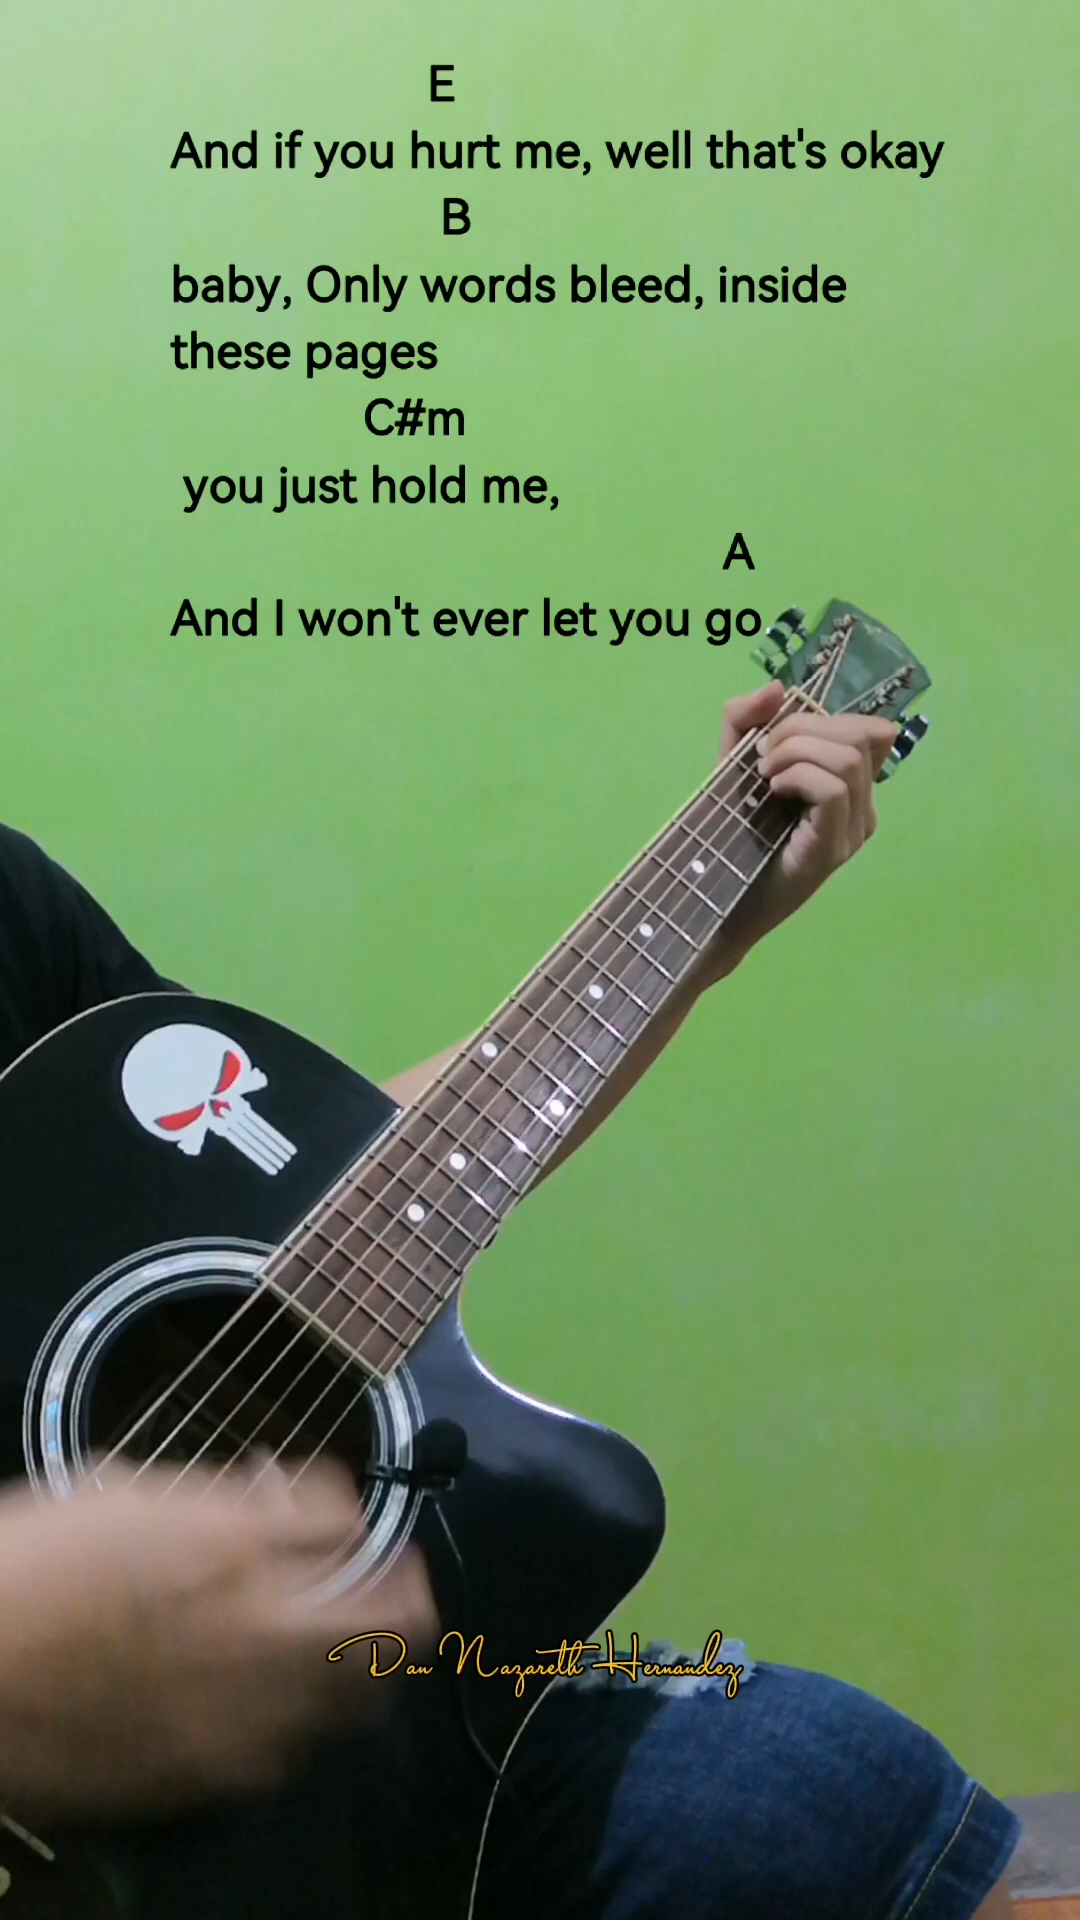 E
And if you hurt me, well that's okay
B
baby, Only words bleed, inside
these pages
C#m
you just hold me,
A
And I won't ever let you go
Dan Nazareth Hernandez